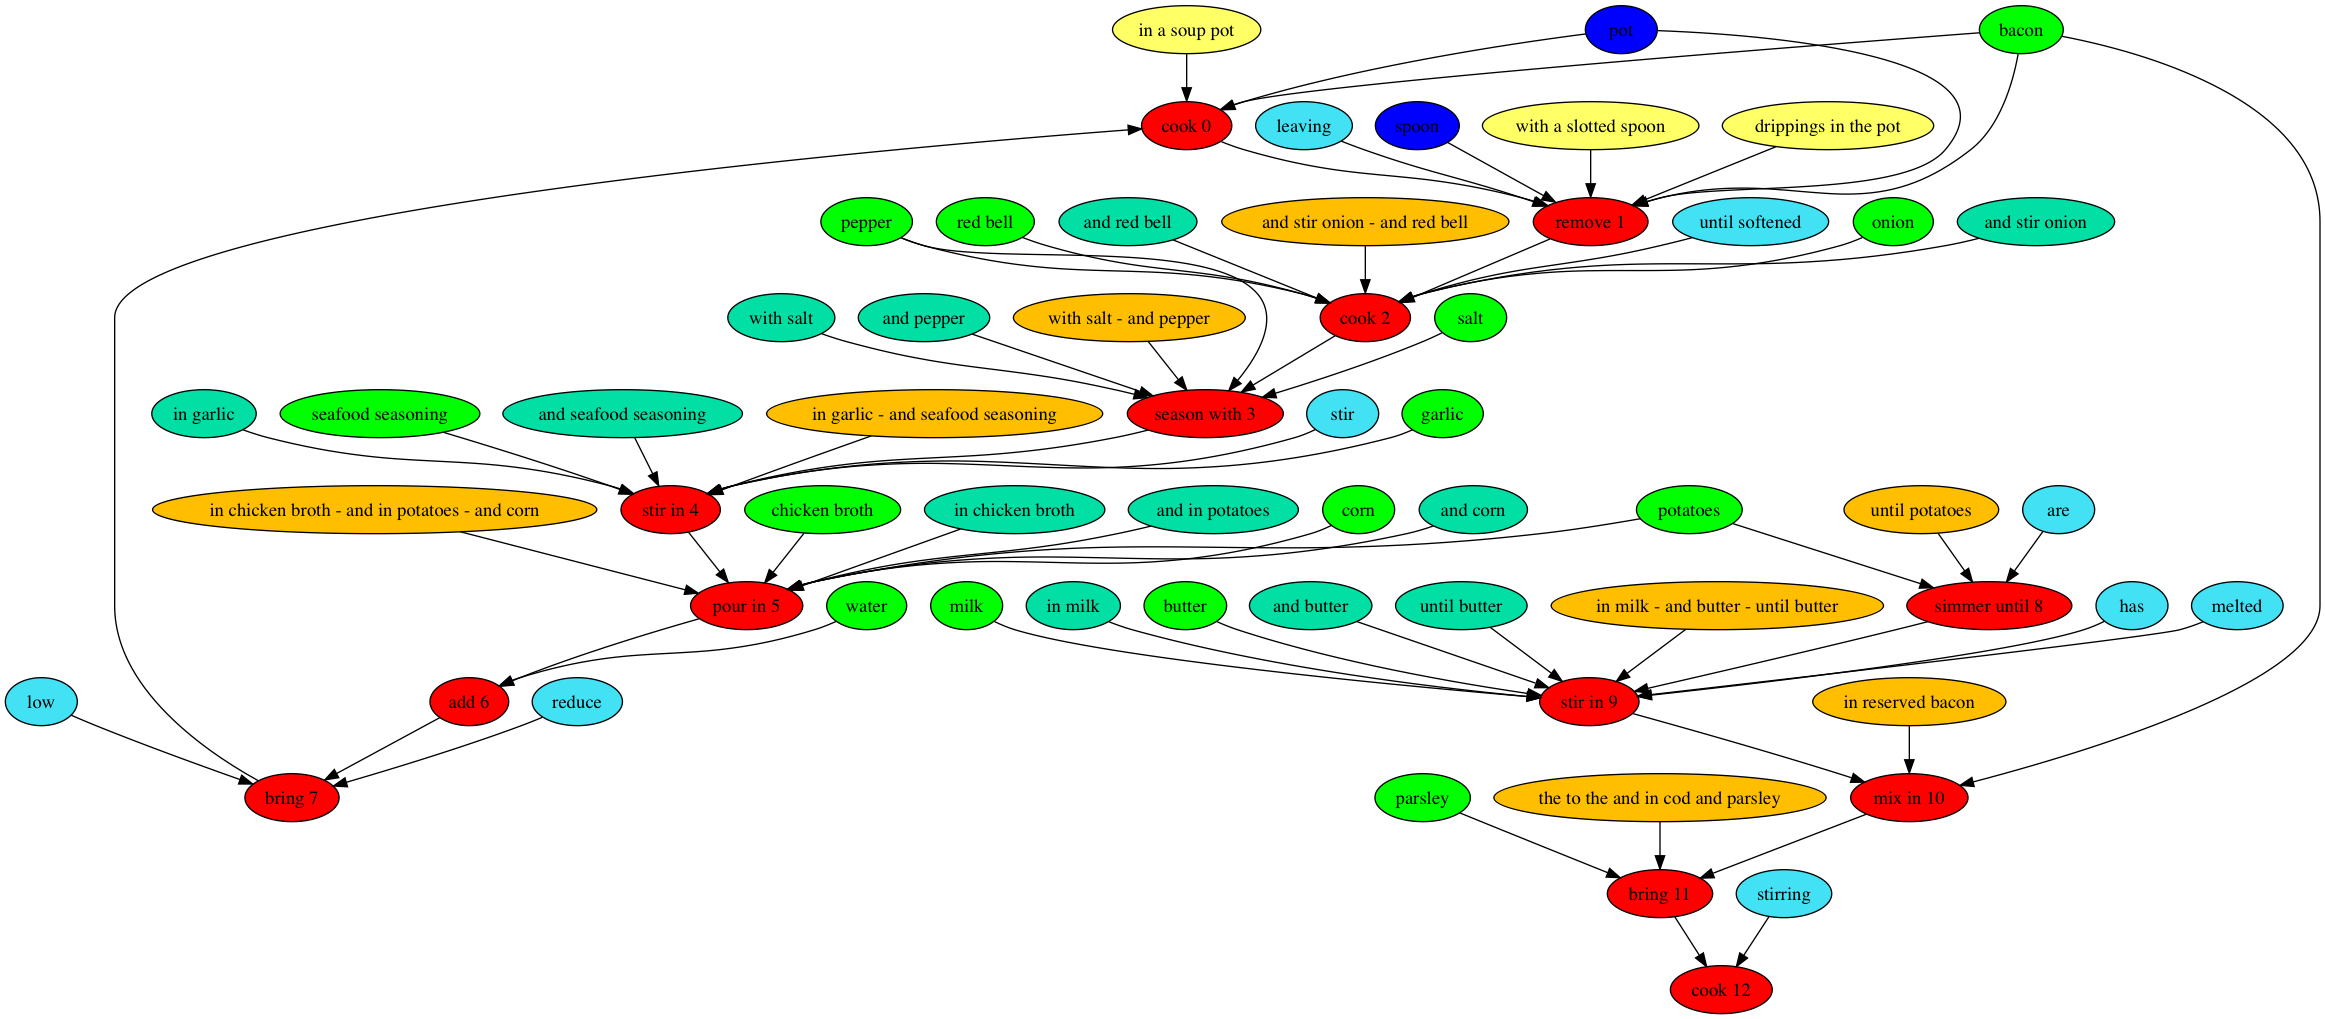 in a soup pot
pot
bacon
cook 0
leaving
spoon
with a slotted spoon
drippings in the pot
pepper
red bell
and red bell
and stir onion - and red bell
remove 1
until softened
onion
and stir onion
with salt
and pepper
with salt - and pepper
cook 2
salt
in garlic
seafood seasoning
and seafood seasoning
in garlic - and seafood seasoning
season with 3
stir
garlic
in chicken broth - and in potatoes - and corn
stir in 4
chicken broth
in chicken broth
and in potatoes
corn
and corn
potatoes
until potatoes
are
pour in 5
water
milk
in milk
butter
and butter
until butter
in milk - and butter - until butter
simmer until 8
has
melted
low
add 6
reduce
stir in 9
in reserved bacon
bring 7
parsley
the to the and in cod and parsley
mix in 10
bring 11
stirring
cook 12